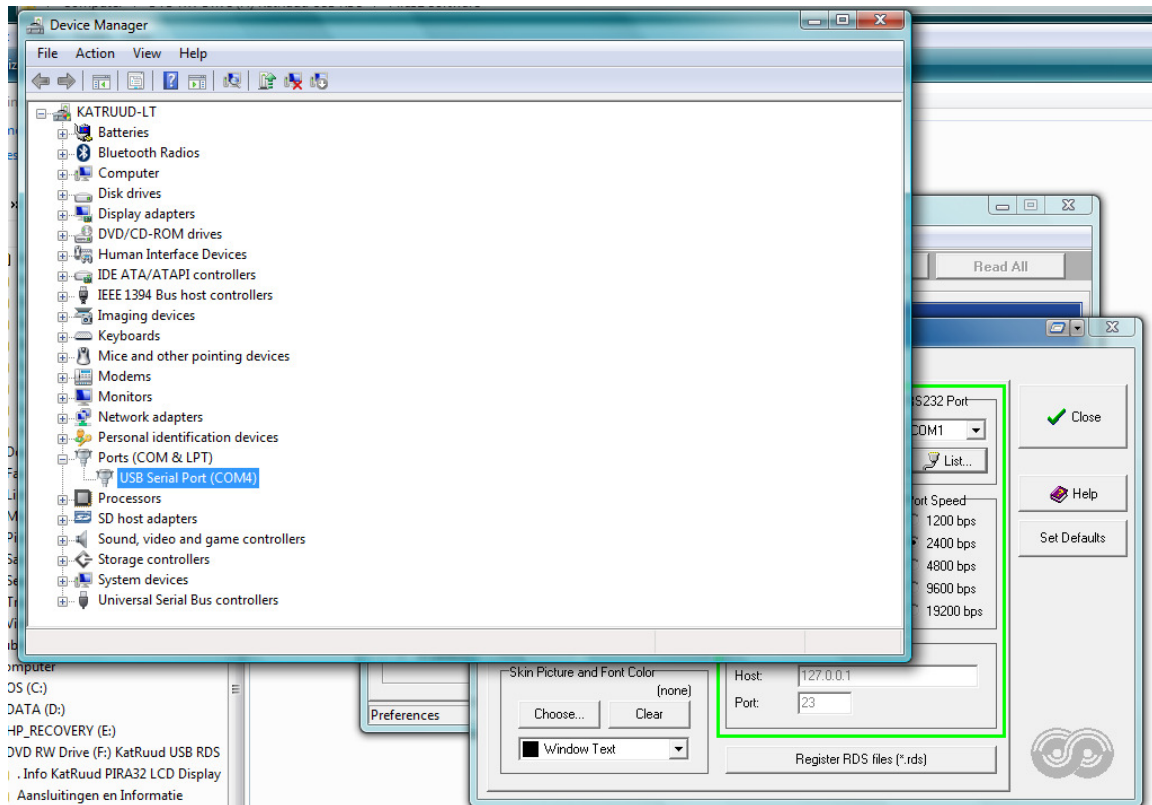 Device Manager
File Action View Help
KATRUUD-LT
Batteries
Bluetooth Radios
Computer
Disk drives
Display adapters
DVD/CD-ROM drives
Human Interface Devices
IDE ATA/ATAPI controllers
IEEE 1394 Bus host controllers
Imaging devices
Keyboards
Mice and other pointing devices
Modems
Monitors
Network adapters
Personal identification devices
Ports (COM & LPT)
USB Serial Port (COM4)
Processors
SD host adapters
Sound, video and game controllers
Storage controllers
System devices
Universal Serial Bus controllers
Read All
S232 Port
COM1
List...
ort Speed
1200 bps
2400 bps
4800 bps
9600 bps
19200 bps
Close
Help
Set Defaults
Skin Picture and Font Color
(none)
Choose... Clear
Window Text
Host: 127.0.0.1
Port: 23
Register RDS files (*.rds)
Preferences
omputer
OS (C:)
DATA (D:)
HP_RECOVERY (E:)
DVD RW Drive (F:) KatRuud USB RDS
. Info KatRuud PIRA32 LCD Display
Aansluitingen en Informatie